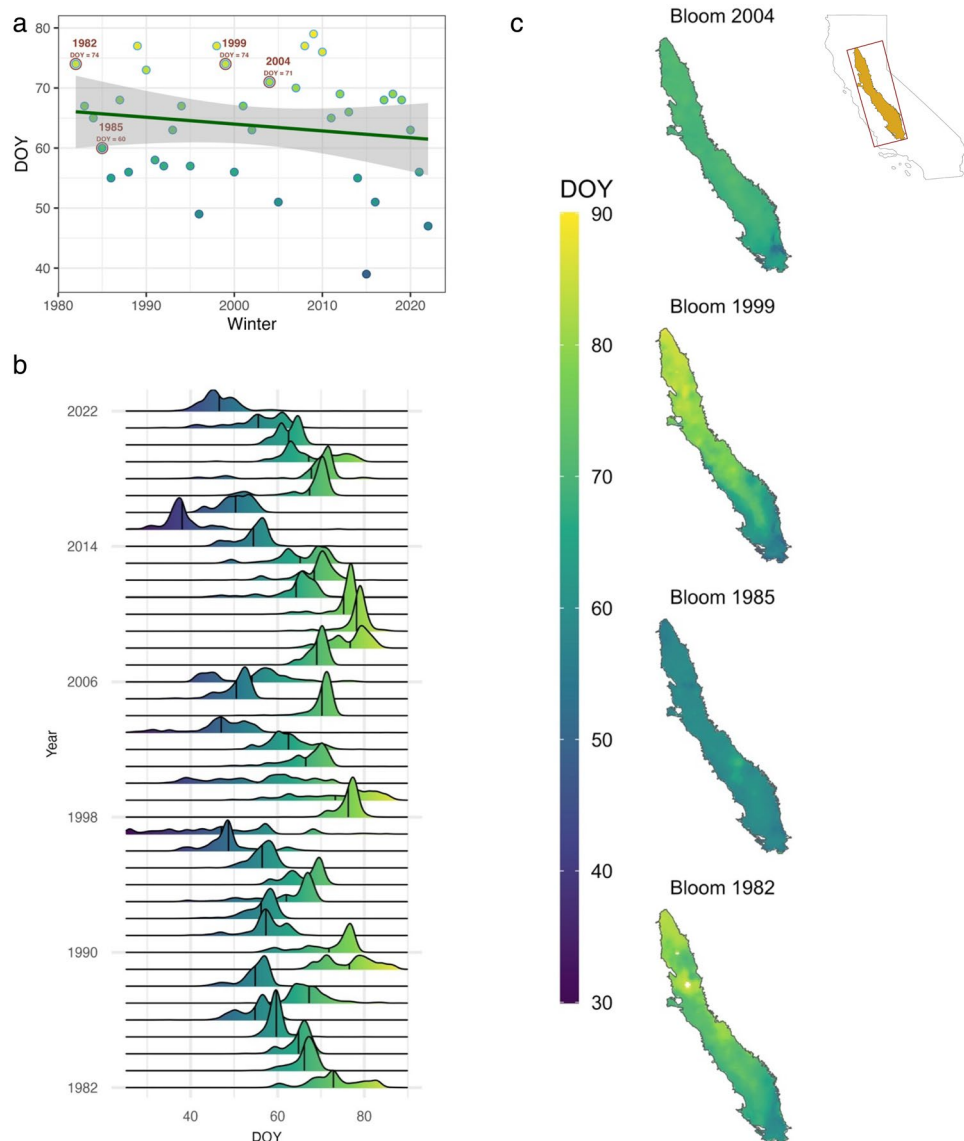 a
80
70
60
50
40
DOY
1982
DOY = 74
1999
DOY = 74
2004
DOY = 71
1985
DOY = 60
1980
1990
2000
2010
2020
Winter
b
2022
2014
2006
1998
1990
1982
Year
40
60
80
DOY
c
DOY
90
80
70
60
50
40
30
Bloom 2004
Bloom 1999
Bloom 1985
Bloom 1982